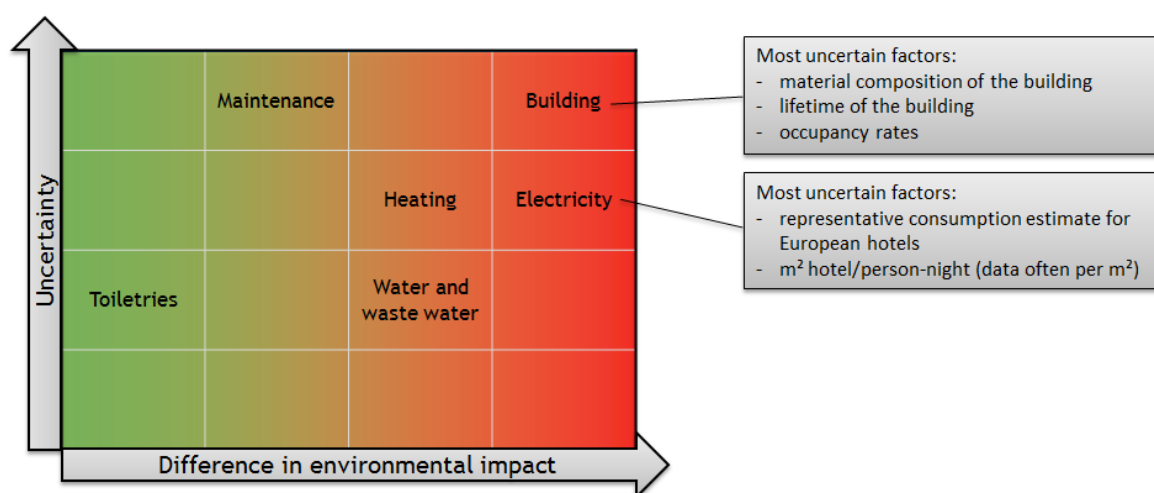 Uncertainty
Maintenance
Building
Heating
Electricity
Toiletries
Water and
waste water
Difference in environmental impact
Most uncertain factors:
- material composition of the building
- lifetime of the building
- occupancy rates
Most uncertain factors:
- representative consumption estimate for
European hotels
- m² hotel/person-night (data often per m²)